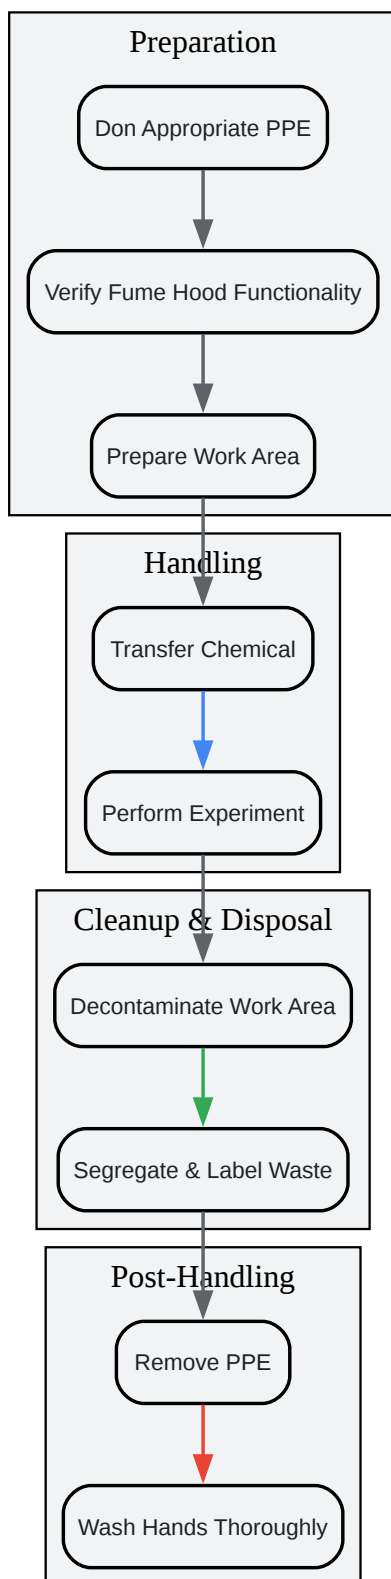 Preparation
Don Appropriate PPE
Verify Fume Hood Functionality
Prepare Work Area
Handling
Transfer Chemical
Perform Experiment
Cleanup & Disposal
Decontaminate Work Area
Segregate & Label Waste
Post-Handling
Remove PPE
Wash Hands Thoroughly